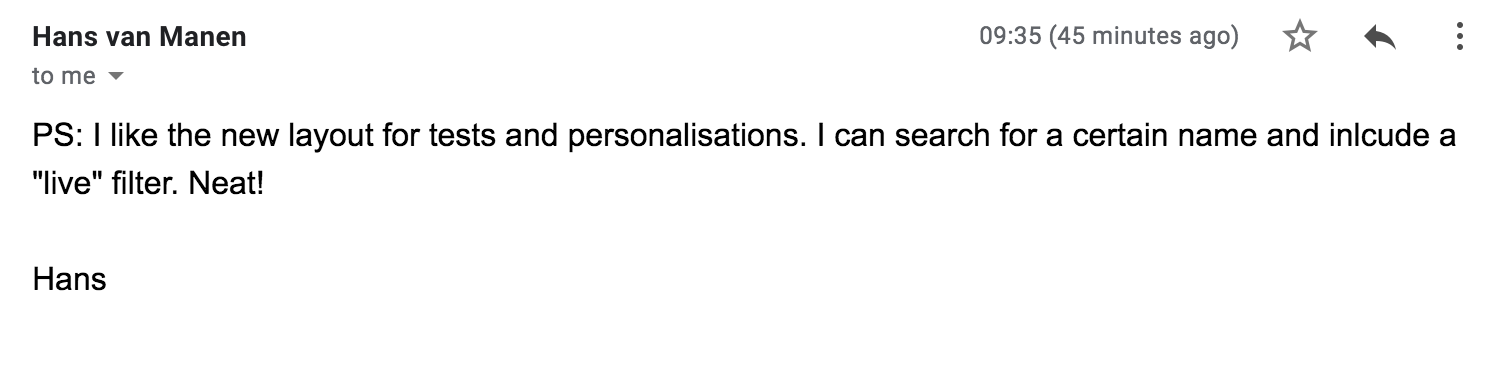 Hans van Manen 09:35 (45 minutes ago)
to me
PS: I like the new layout for tests and personalisations. I can search for a certain name and inlcude a
"live" filter. Neat!
Hans